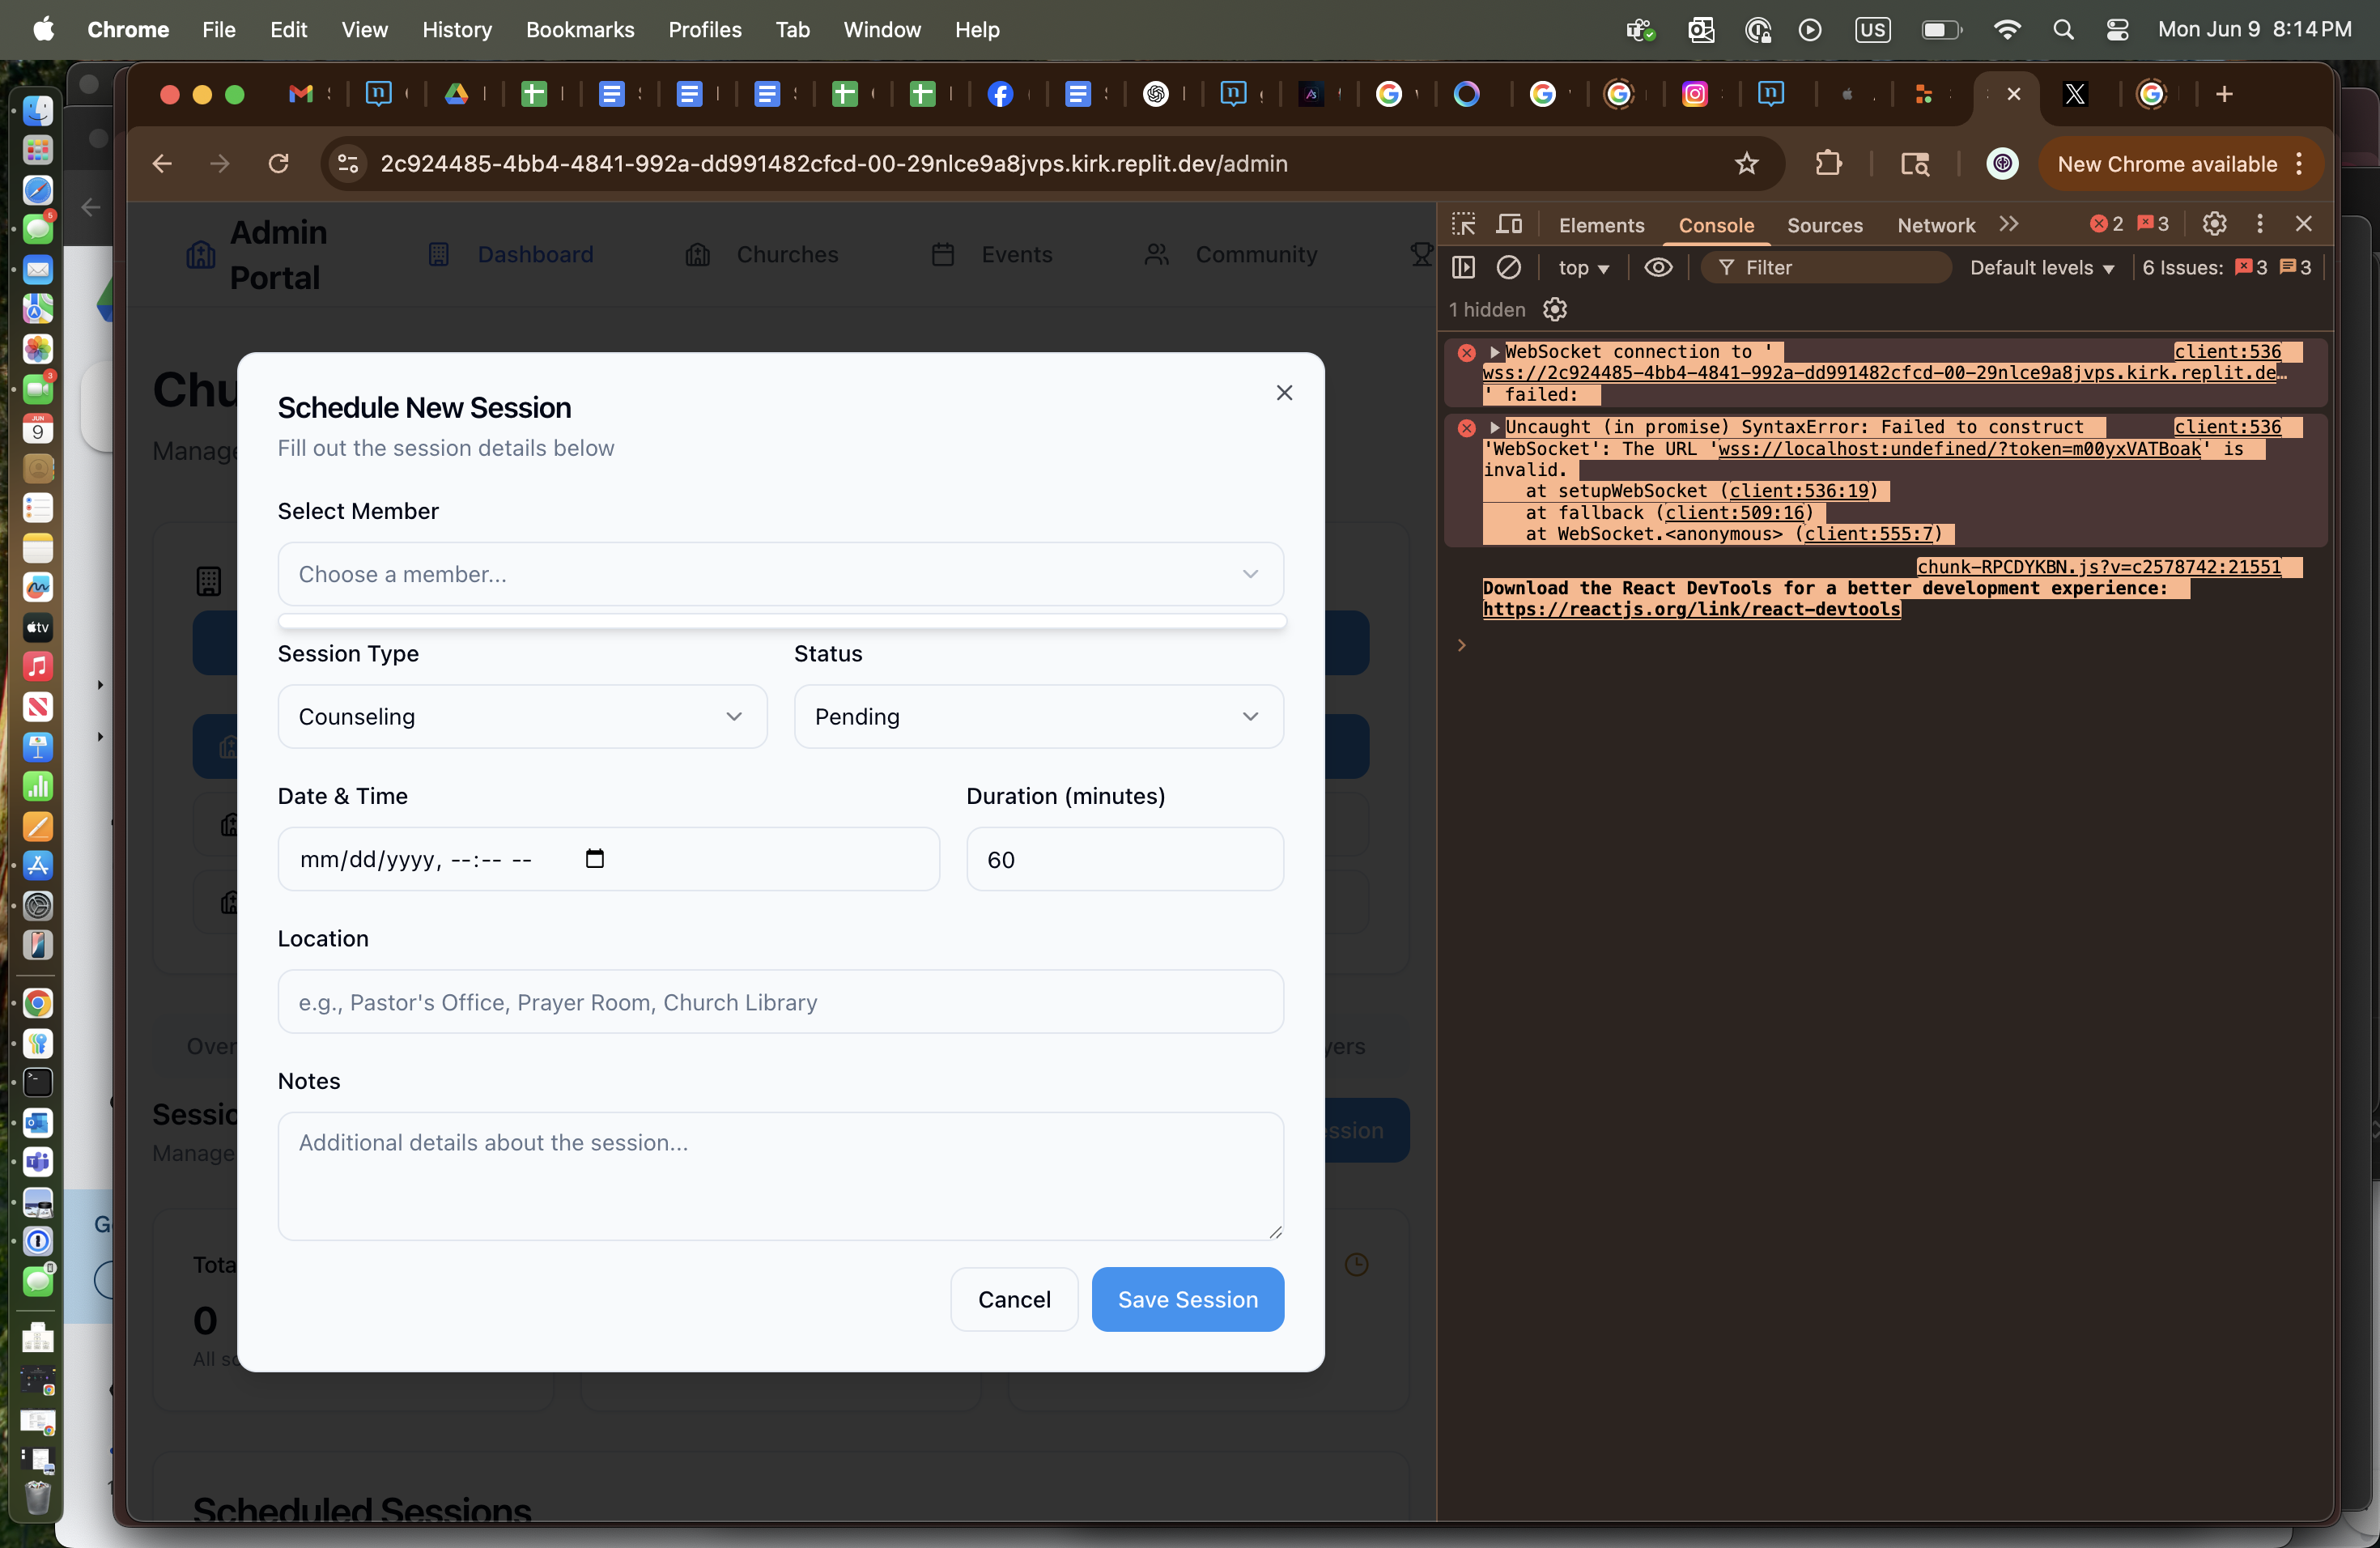 Chrome File Edit View History Bookmarks Profiles Tab Window Help US Mon Jun 9 8:14 PM
2c924485-4bb4-4841-992a-dd991482cfcd-00-29nlce9a8jvps.kirk.replit.dev/admin
New Chrome available
Admin Portal
Dashboard Churches Events Community
Elements Console Sources Network 2 3
top Filter Default levels 6 Issues: 3 3
1 hidden
WebSocket connection to ' client:536
wss://2c924485-4bb4-4841-992a-dd991482cfcd-00-29nlce9a8jvps.kirk.replit.de…
' failed:
Uncaught (in promise) SyntaxError: Failed to construct client:536
'WebSocket': The URL 'wss://localhost:undefined/?token=m00yxVATBoak' is
invalid.
at setupWebSocket (client:536:19)
at fallback (client:509:16)
at WebSocket.<anonymous> (client:555:7)
chunk-RPCDYKBN.js?v=c2578742:21551
Download the React DevTools for a better development experience:
https://reactjs.org/link/react-devtools
Schedule New Session
Fill out the session details below
Select Member
Choose a member...
Session Type Status
Counseling Pending
Date & Time Duration (minutes)
mm/dd/yyyy, --:-- -- 60
Location
e.g., Pastor's Office, Prayer Room, Church Library
Notes
Additional details about the session...
Cancel Save Session
Manage
0
Scheduled Sessions